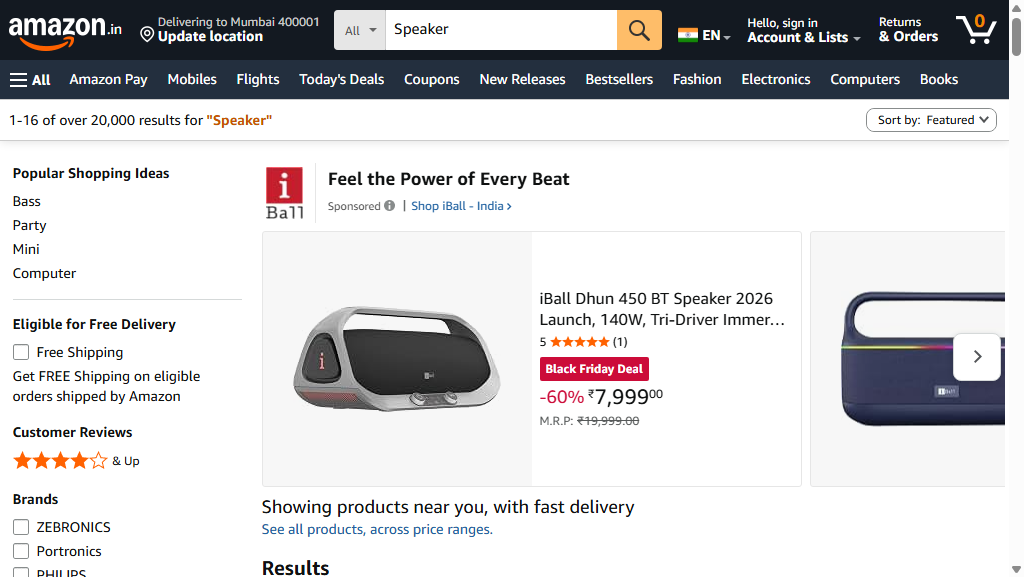 amazon.in
Delivering to Mumbai 400001
Update location
All
Speaker
EN
Hello, sign in
Account & Lists
Returns
& Orders
0
All
Amazon Pay
Mobiles
Flights
Today's Deals
Coupons
New Releases
Bestsellers
Fashion
Electronics
Computers
Books
1-16 of over 20,000 results for "Speaker"
Sort by: Featured
Popular Shopping Ideas
Bass
Party
Mini
Computer
Eligible for Free Delivery
Free Shipping
Get FREE Shipping on eligible
orders shipped by Amazon
Customer Reviews
& Up
Brands
ZEBRONICS
Portronics
PHILIPS
i
Ball
Feel the Power of Every Beat
Sponsored | Shop iBall - India ›
i
iBall Dhun 450 BT Speaker 2026
Launch, 140W, Tri-Driver Immer…
5 (1)
Black Friday Deal
-60% ₹7,99900
M.R.P: ₹19,999.00
Showing products near you, with fast delivery
See all products, across price ranges.
Results